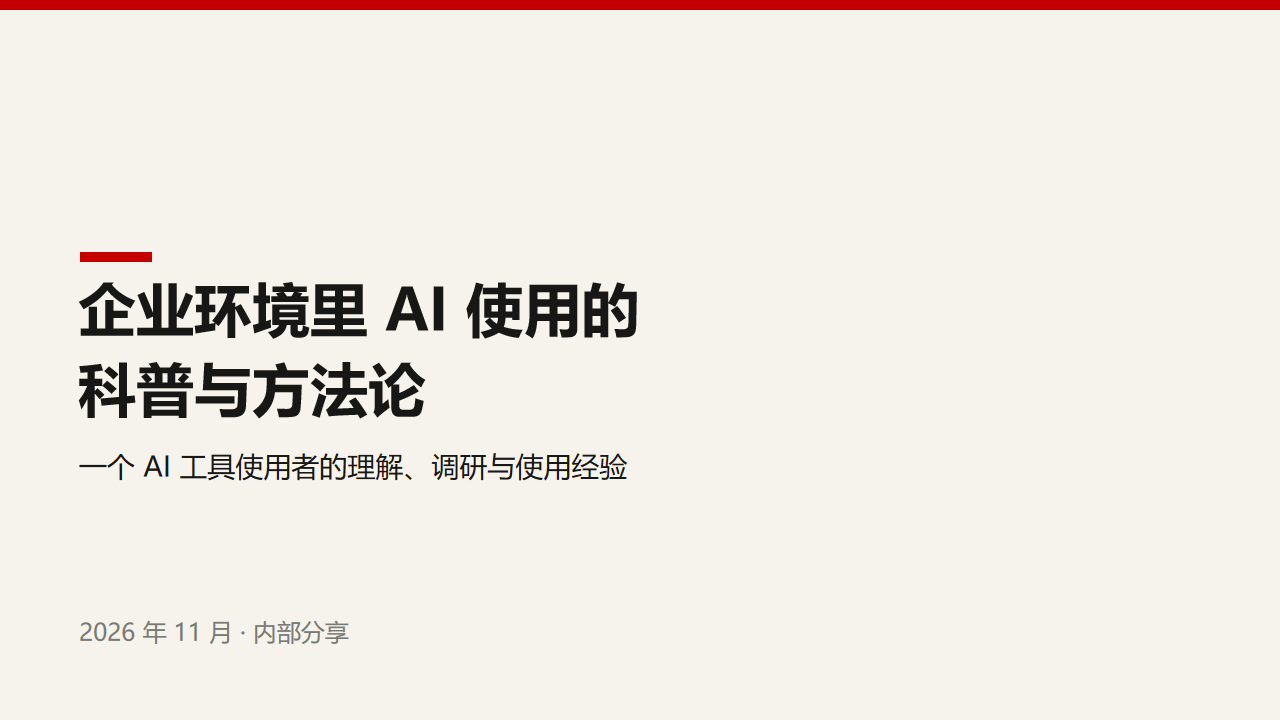 企业环境里 AI 使用的
科普与方法论
一个 AI 工具使用者的理解、调研与使用经验
2026 年 11 月 · 内部分享